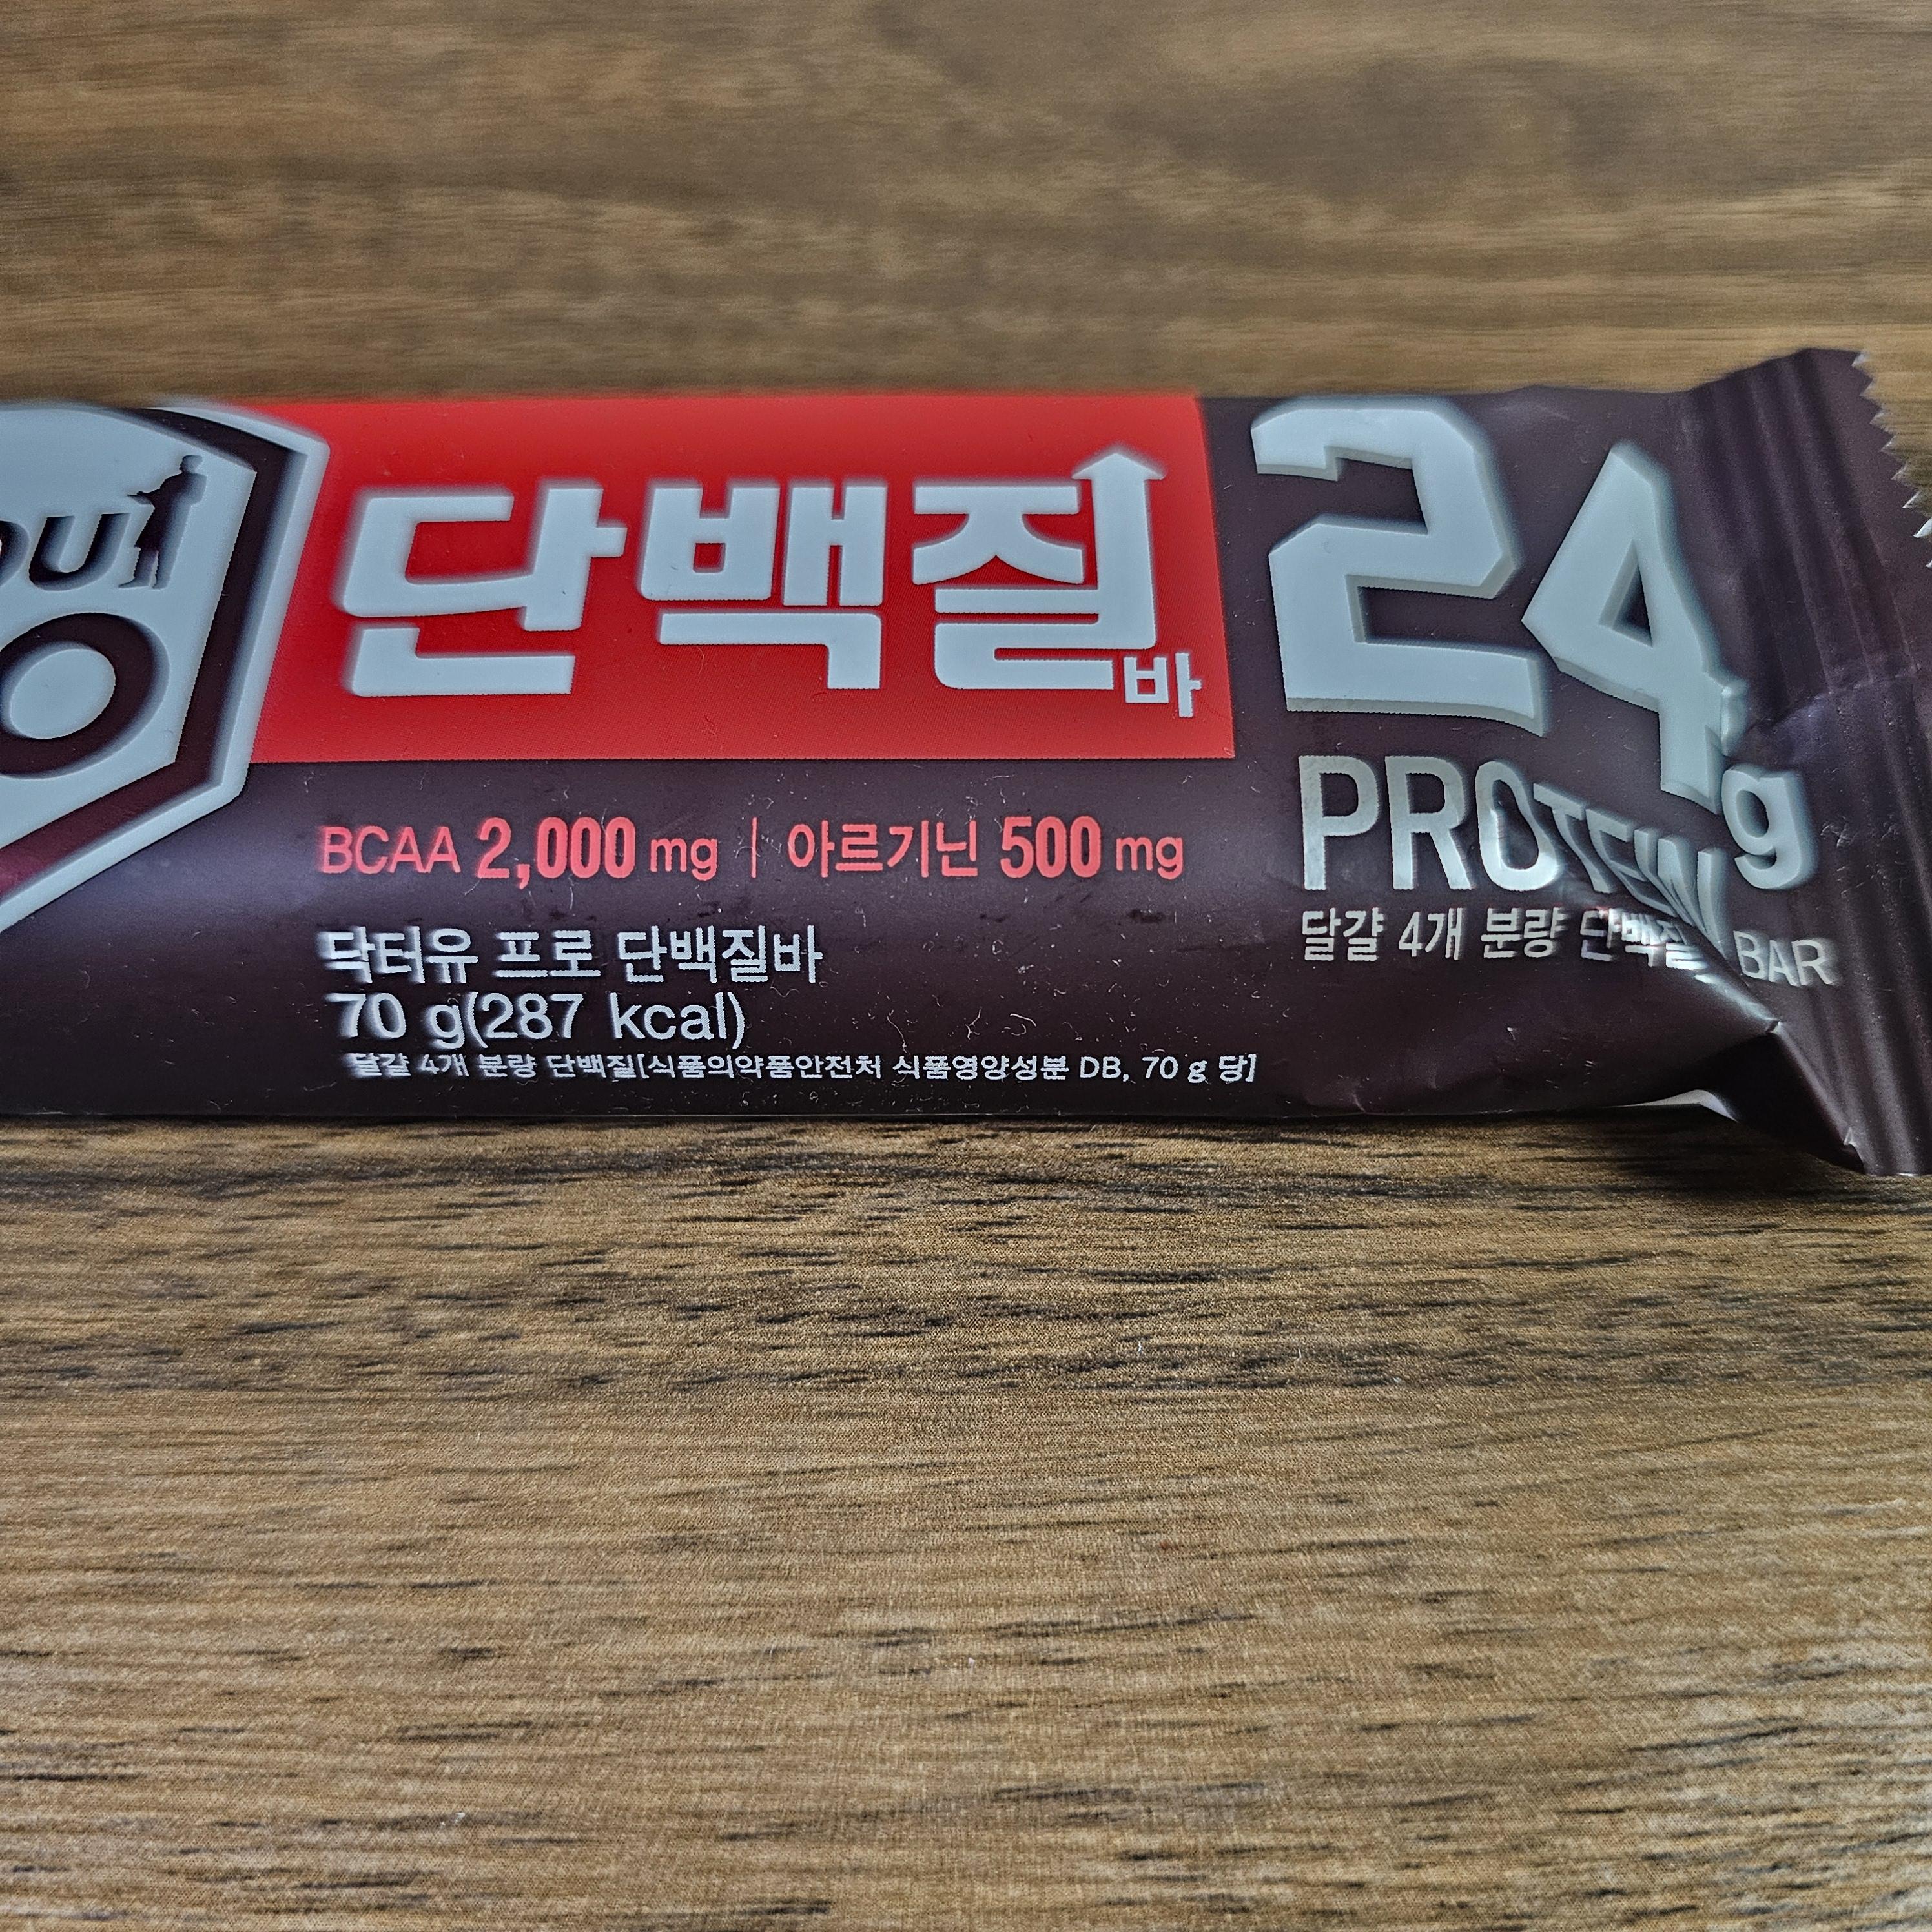 단백질바
24g
PROTEIN BAR
달걀 4개 분량 단백질
BCAA 2,000 mg | 아르기닌 500 mg
닥터유 프로 단백질바
70 g(287 kcal)
달걀 4개 분량 단백질[식품의약품안전처 식품영양성분 DB, 70 g 당]